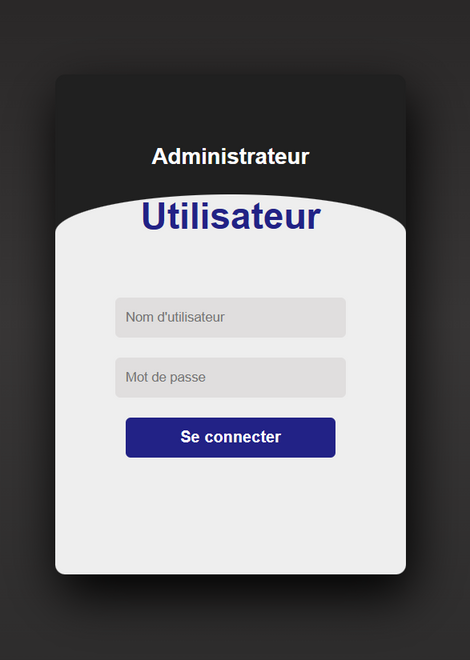 Administrateur
Utilisateur
Nom d'utilisateur
Mot de passe
Se connecter